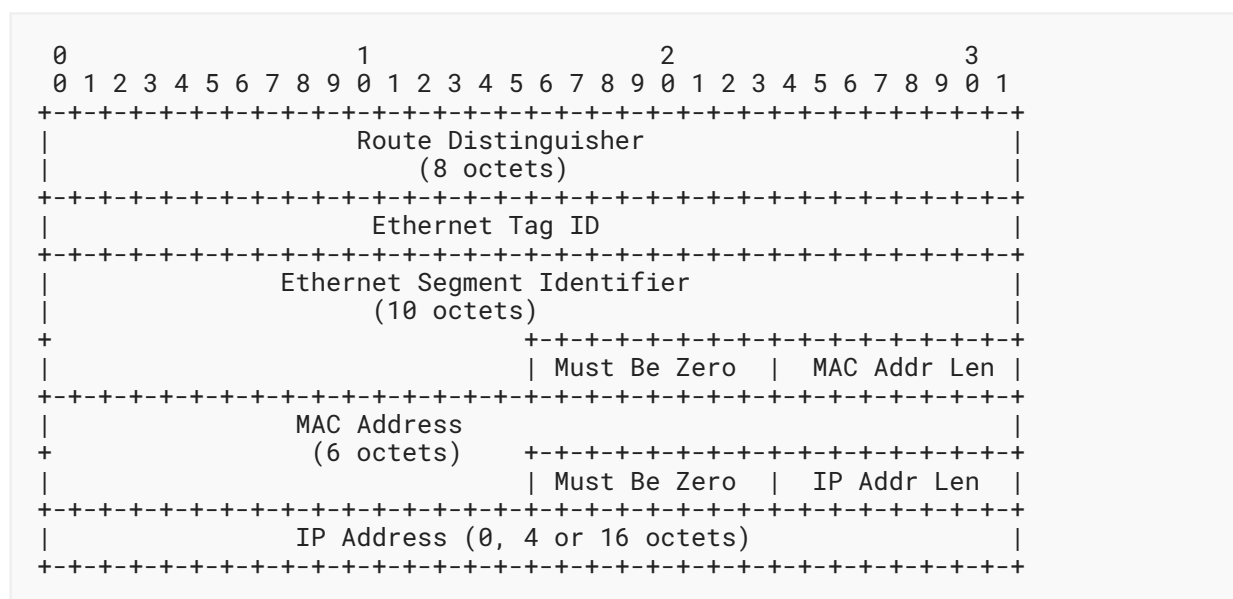 0                   1                   2                   3
 0 1 2 3 4 5 6 7 8 9 0 1 2 3 4 5 6 7 8 9 0 1 2 3 4 5 6 7 8 9 0 1
+-+-+-+-+-+-+-+-+-+-+-+-+-+-+-+-+-+-+-+-+-+-+-+-+-+-+-+-+-+-+-+-+
|                    Route Distinguisher                        |
|                        (8 octets)                             |
+-+-+-+-+-+-+-+-+-+-+-+-+-+-+-+-+-+-+-+-+-+-+-+-+-+-+-+-+-+-+-+-+
|                     Ethernet Tag ID                           |
+-+-+-+-+-+-+-+-+-+-+-+-+-+-+-+-+-+-+-+-+-+-+-+-+-+-+-+-+-+-+-+-+
|               Ethernet Segment Identifier                     |
|                     (10 octets)                               |
+                               +-+-+-+-+-+-+-+-+-+-+-+-+-+-+-+-+
|                               | Must Be Zero  |  MAC Addr Len |
+-+-+-+-+-+-+-+-+-+-+-+-+-+-+-+-+-+-+-+-+-+-+-+-+-+-+-+-+-+-+-+-+
|                MAC Address                                    |
+                 (6 octets)    +-+-+-+-+-+-+-+-+-+-+-+-+-+-+-+-+
|                               | Must Be Zero  |  IP Addr Len  |
+-+-+-+-+-+-+-+-+-+-+-+-+-+-+-+-+-+-+-+-+-+-+-+-+-+-+-+-+-+-+-+-+
|                IP Address (0, 4 or 16 octets)                 |
+-+-+-+-+-+-+-+-+-+-+-+-+-+-+-+-+-+-+-+-+-+-+-+-+-+-+-+-+-+-+-+-+